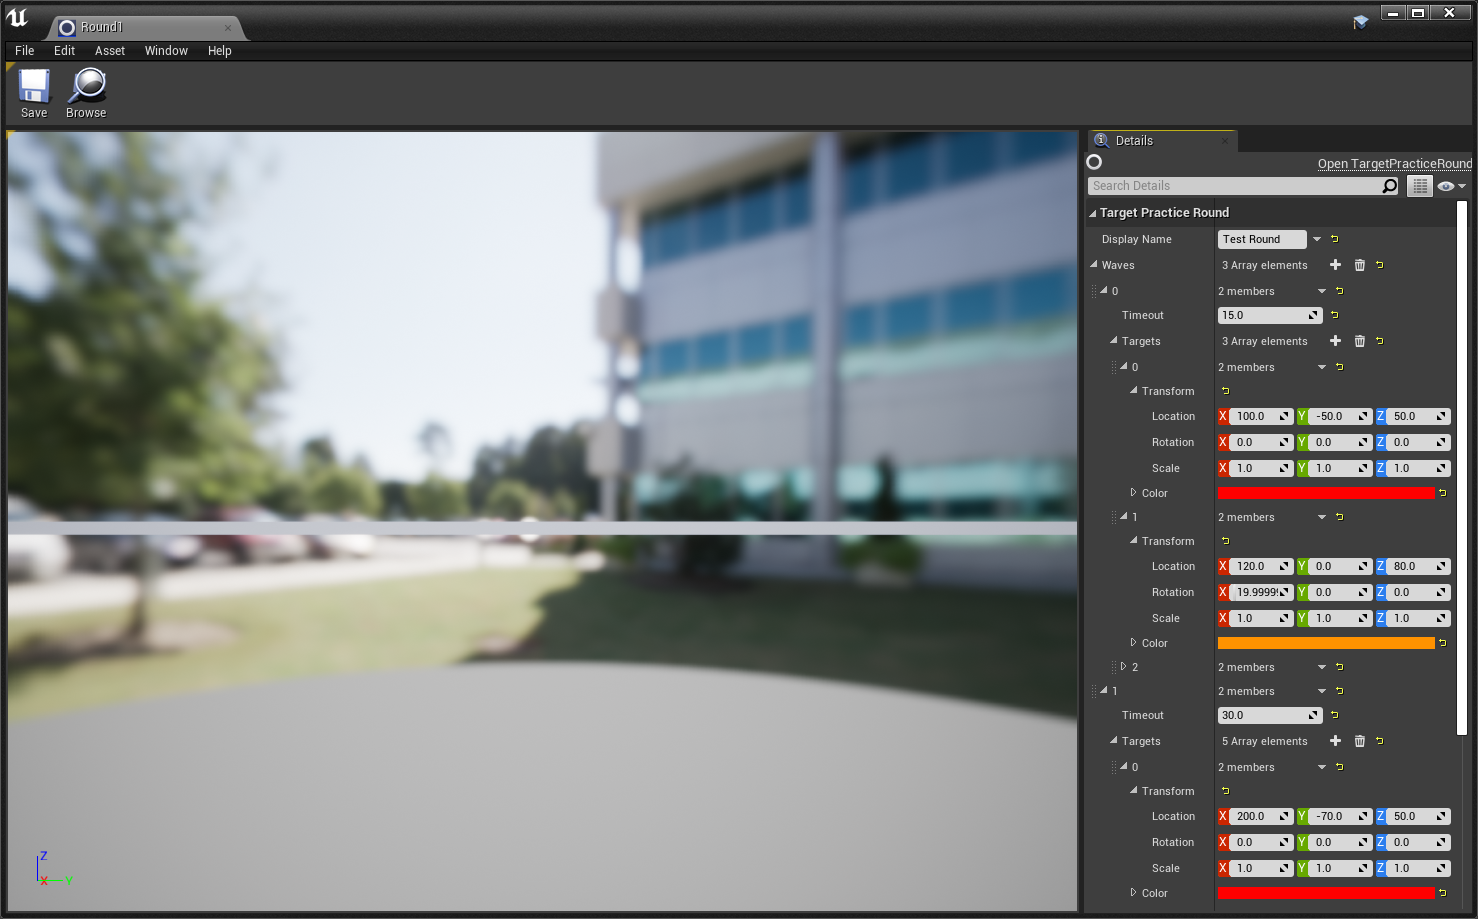 Round1
File Edit Asset Window Help
Save Browse
Details
Open TargetPracticeRound
Search Details
Target Practice Round
Display Name Test Round
Waves 3 Array elements
0 2 members
Timeout 15.0
Targets 3 Array elements
0 2 members
Transform
Location X 100.0 Y -50.0 Z 50.0
Rotation X 0.0 Y 0.0 Z 0.0
Scale X 1.0 Y 1.0 Z 1.0
Color
1 2 members
Transform
Location X 120.0 Y 0.0 Z 80.0
Rotation X 19.9999 Y 0.0 Z 0.0
Scale X 1.0 Y 1.0 Z 1.0
Color
2 2 members
1 2 members
Timeout 30.0
Targets 5 Array elements
0 2 members
Transform
Location X 200.0 Y -70.0 Z 50.0
Rotation X 0.0 Y 0.0 Z 0.0
Scale X 1.0 Y 1.0 Z 1.0
Color
Z
X Y